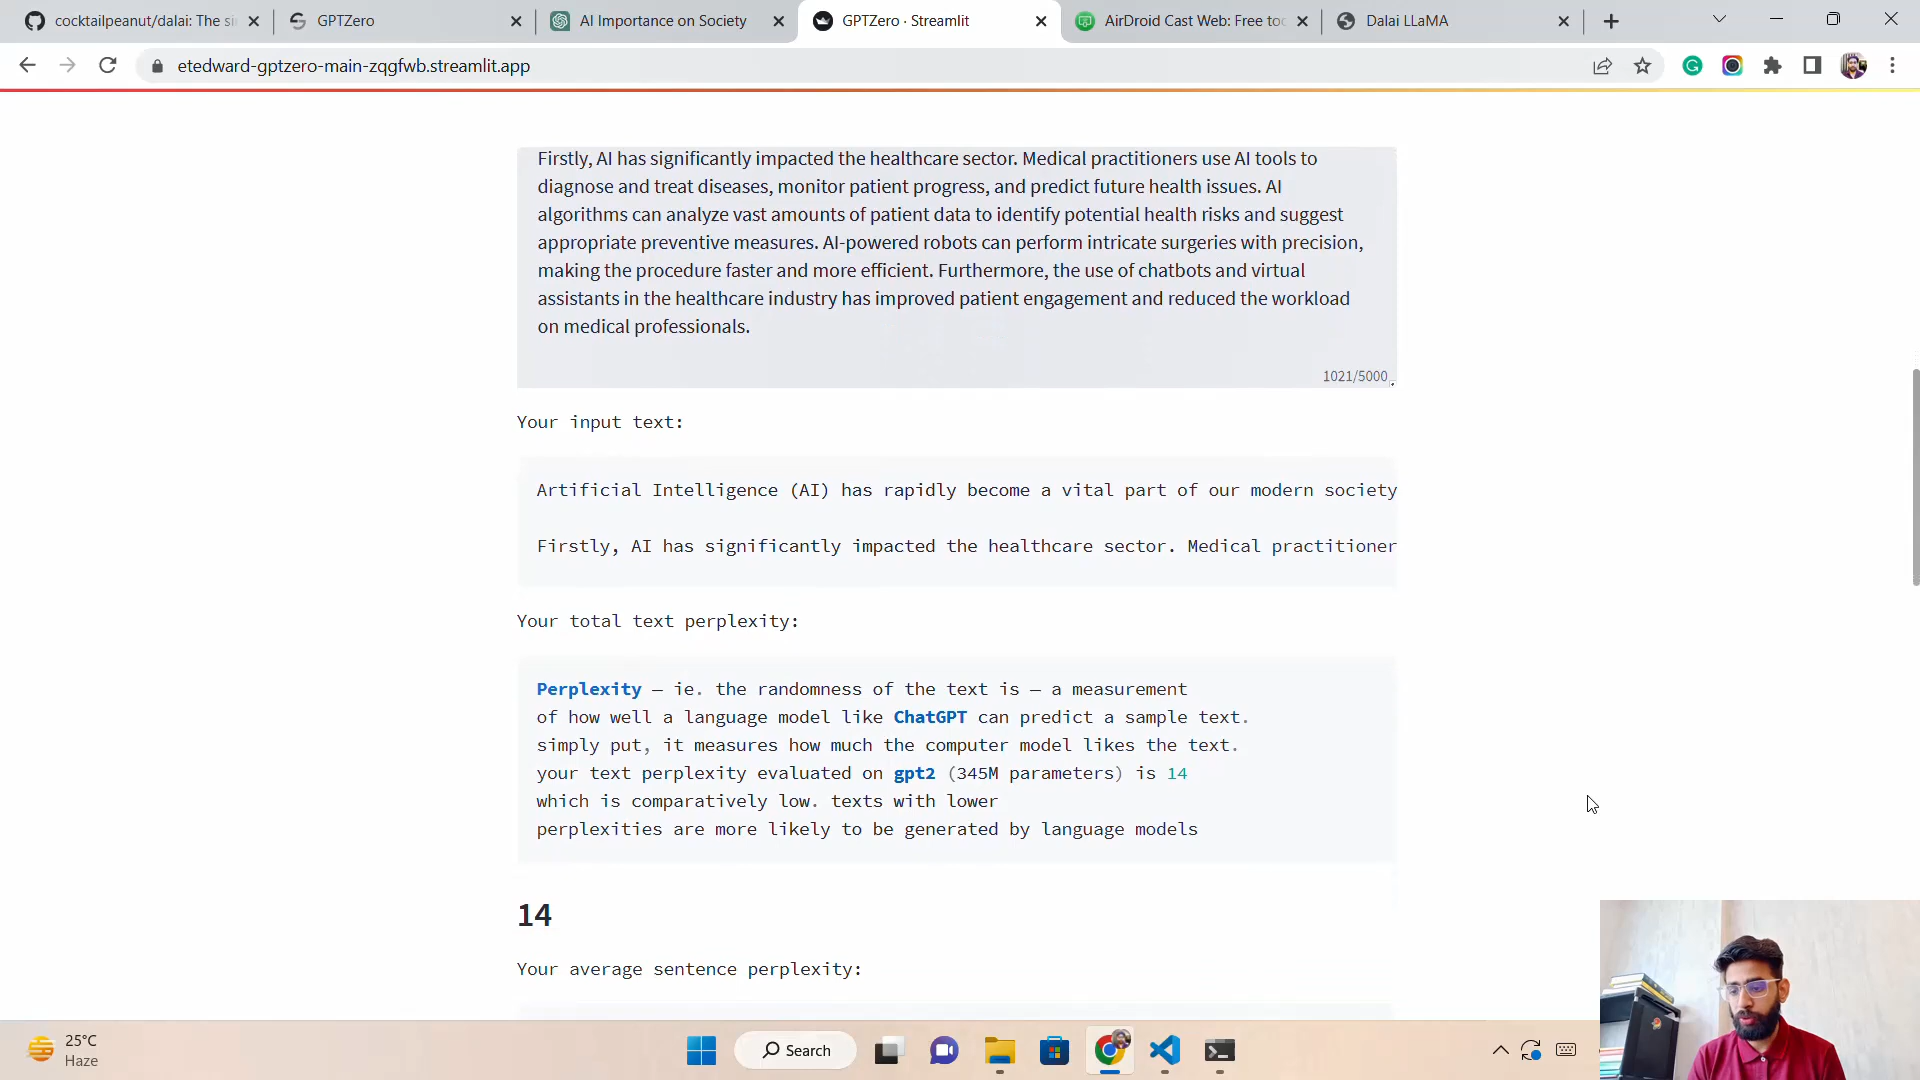 cocktailpeanut/dalai: The si
GPTZero
AI Importance on Society
GPTZero · Streamlit
AirDroid Cast Web: Free too
Dalai LLaMA
etedward-gptzero-main-zqgfwb.streamlit.app
Firstly, AI has significantly impacted the healthcare sector. Medical practitioners use AI tools to
diagnose and treat diseases, monitor patient progress, and predict future health issues. AI
algorithms can analyze vast amounts of patient data to identify potential health risks and suggest
appropriate preventive measures. AI-powered robots can perform intricate surgeries with precision,
making the procedure faster and more efficient. Furthermore, the use of chatbots and virtual
assistants in the healthcare industry has improved patient engagement and reduced the workload
on medical professionals.
1021/5000
Your input text:
Artificial Intelligence (AI) has rapidly become a vital part of our modern society
Firstly, AI has significantly impacted the healthcare sector. Medical practitioner
Your total text perplexity:
Perplexity — ie. the randomness of the text is — a measurement
of how well a language model like ChatGPT can predict a sample text.
simply put, it measures how much the computer model likes the text.
your text perplexity evaluated on gpt2 (345M parameters) is 14
which is comparatively low. texts with lower
perplexities are more likely to be generated by language models
14
Your average sentence perplexity:
25°C
Haze
Search